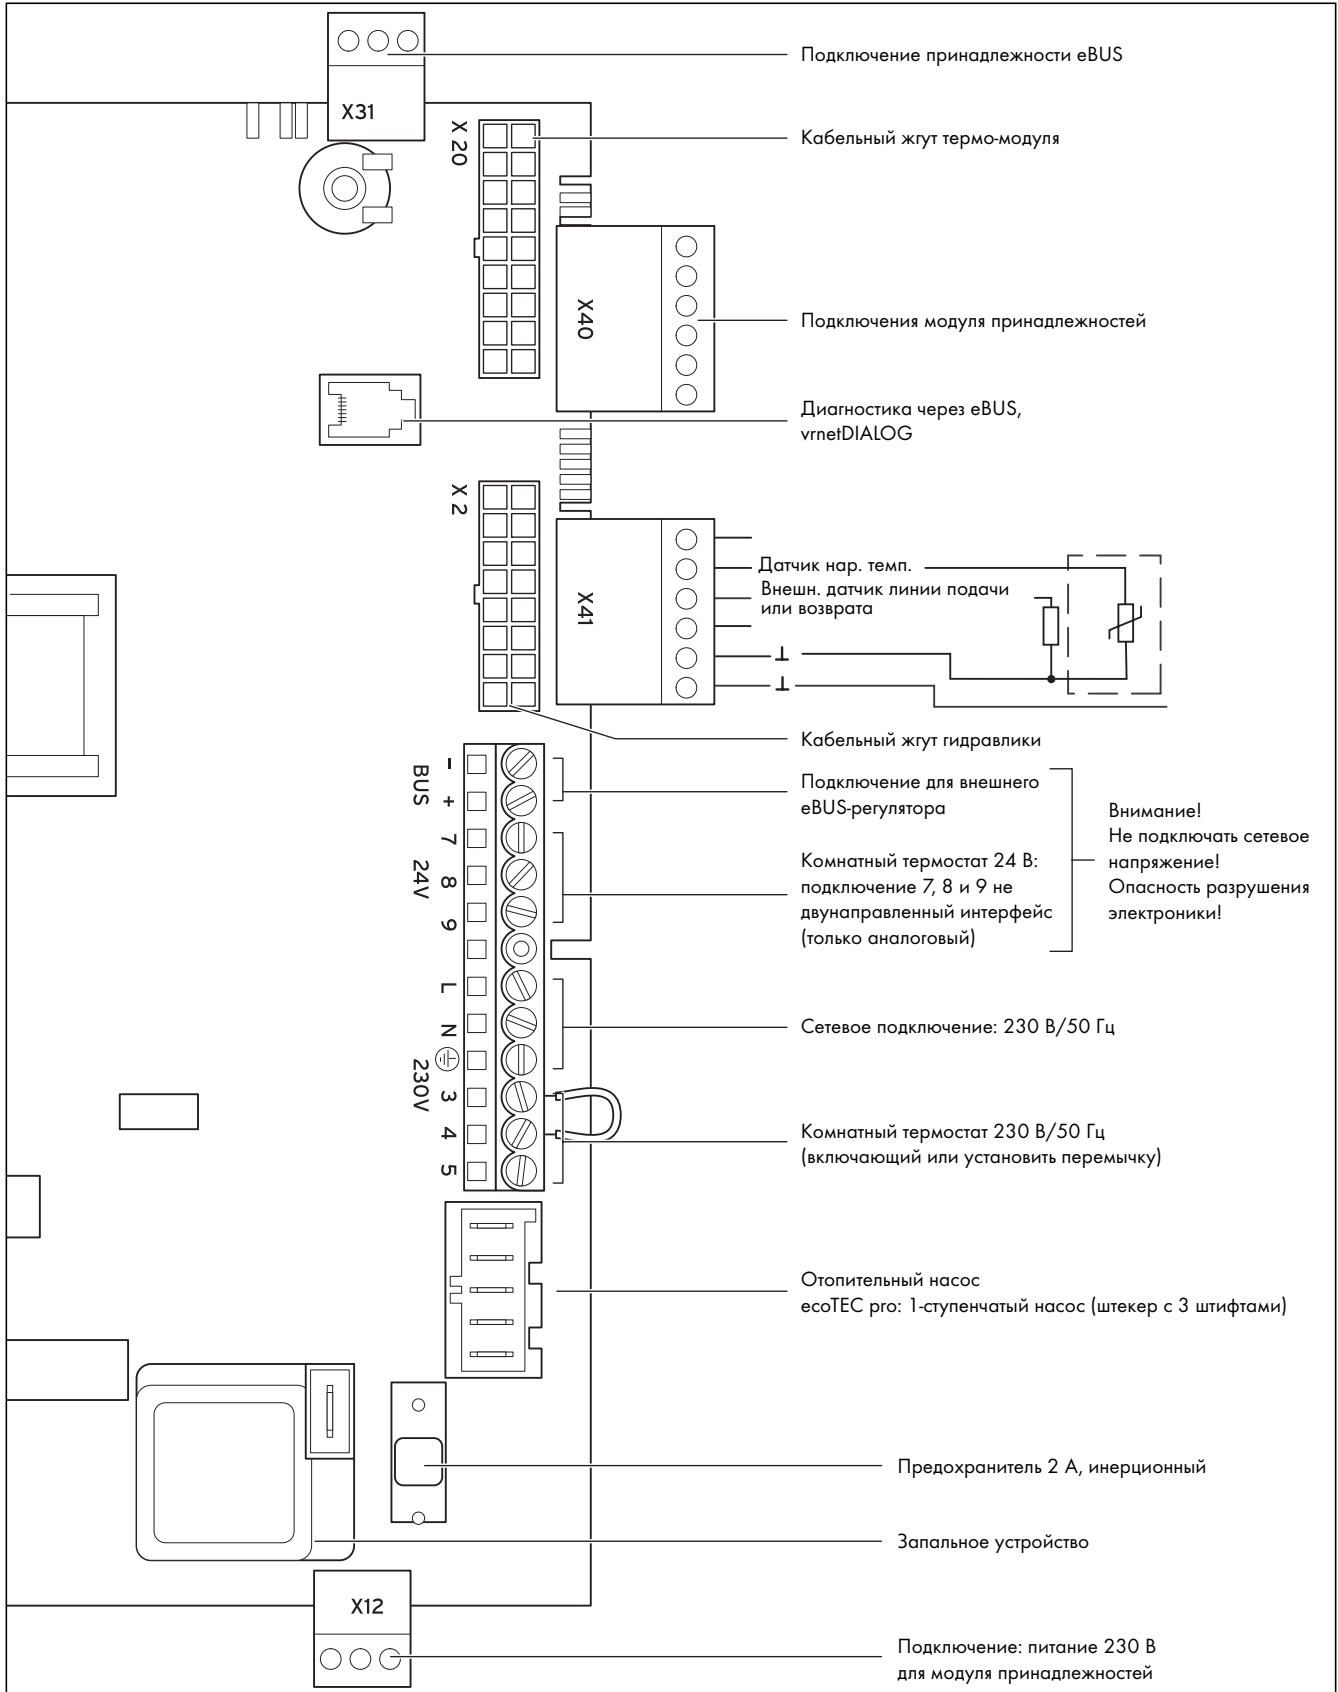 Подключение принадлежности eBUS
X31
X 20
Кабельный жгут термо-модуля
X40
Подключения модуля принадлежностей
Диагностика через eBUS,
vrnetDIALOG
X 2
X41
Датчик нар. темп.
Внешн. датчик линии подачи
или возврата
Кабельный жгут гидравлики
BUS
-
+
Подключение для внешнего
eBUS-регулятора
24V
7
8
9
Комнатный термостат 24 В:
подключение 7, 8 и 9 не
двунаправленный интерфейс
(только аналоговый)
Внимание!
Не подключать сетевое
напряжение!
Опасность разрушения
электроники!
L
N
Сетевое подключение: 230 В/50 Гц
230V
3
4
5
Комнатный термостат 230 В/50 Гц
(включающий или установить перемычку)
Отопительный насос
ecoTEC pro: 1-ступенчатый насос (штекер с 3 штифтами)
Предохранитель 2 А, инерционный
Запальное устройство
X12
Подключение: питание 230 В
для модуля принадлежностей